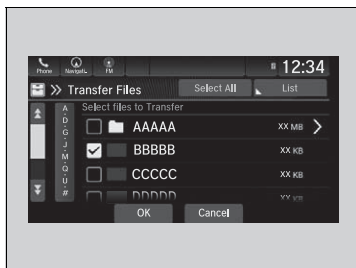 12:34
Phone Navigati.. FM
Transfer Files Select All List
Select files to Transfer
A
D
G
J
M
Q
U
#
AAAAA XX MB
BBBBB XX KB
CCCCC XX KB
DDDDD XX KB
OK Cancel